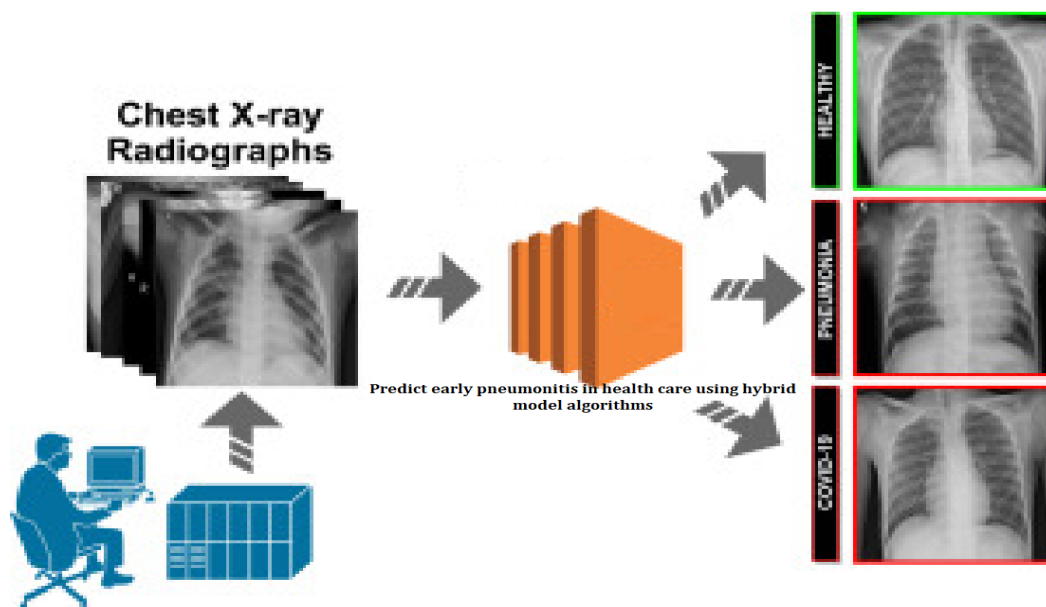 Chest X-ray
Radiographs
Predict early pneumonitis in health care using hybrid
model algorithms
HEALTHY
PNEUMONIA
COVID-19